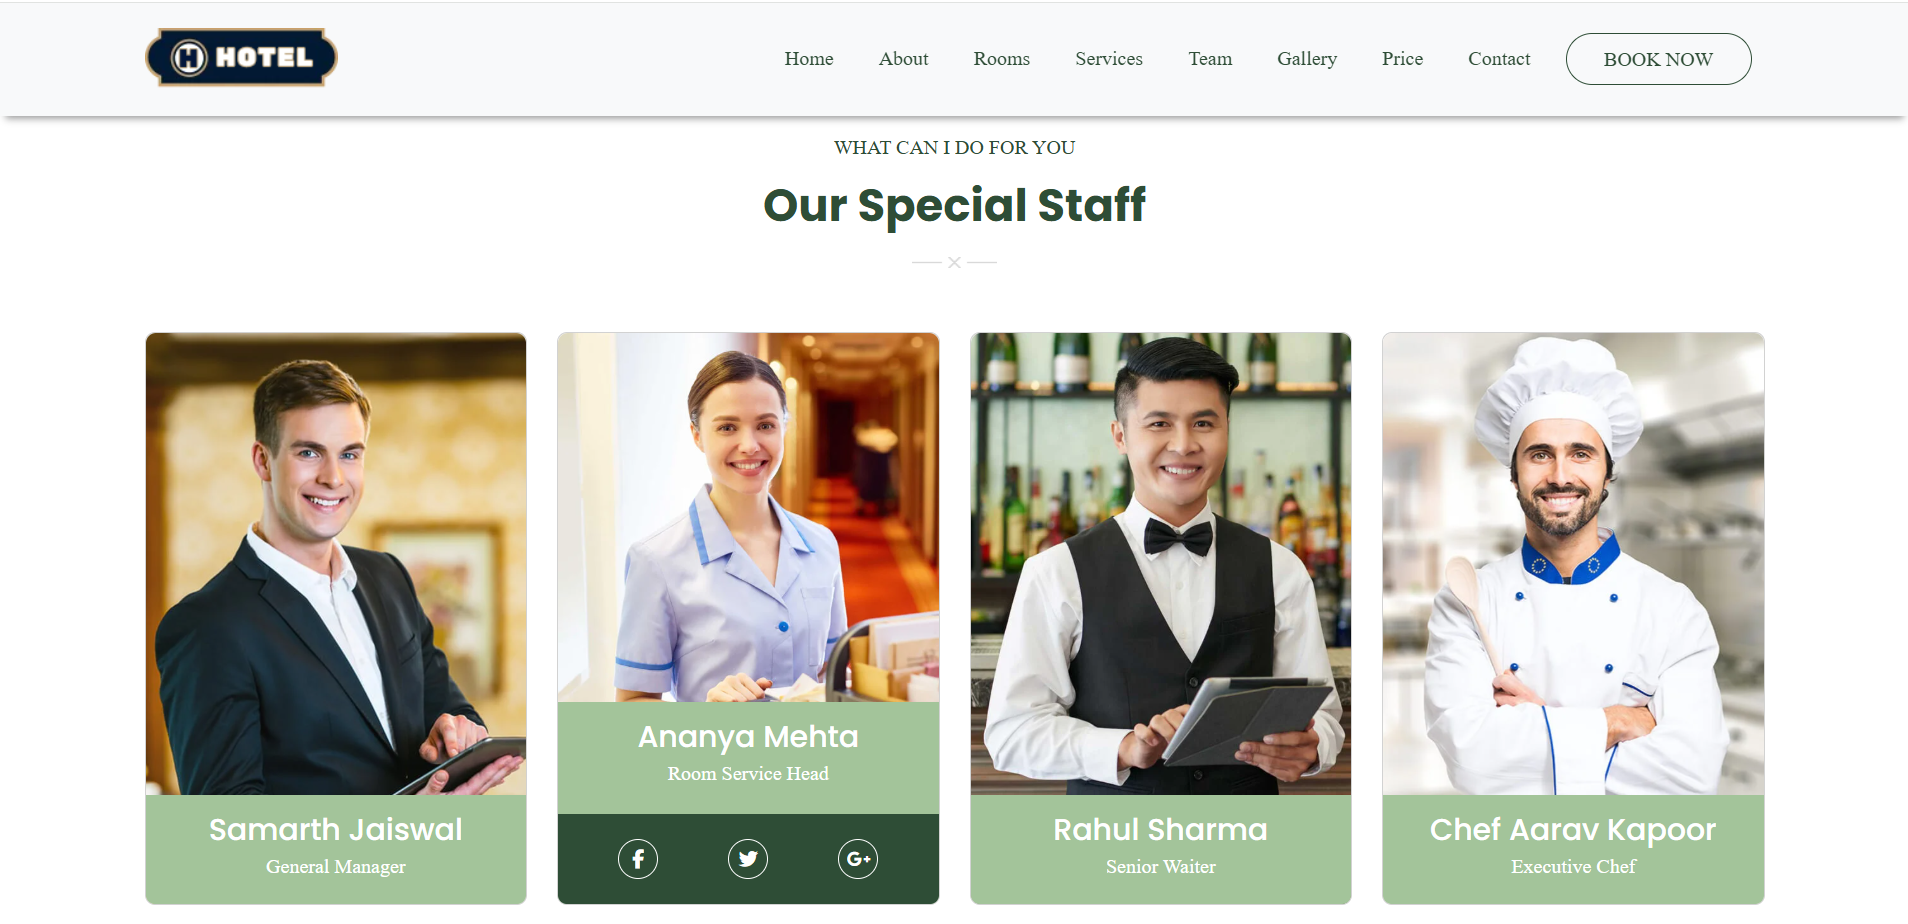 H HOTEL
Home About Rooms Services Team Gallery Price Contact BOOK NOW
WHAT CAN I DO FOR YOU
Our Special Staff
Samarth Jaiswal
General Manager
Ananya Mehta
Room Service Head
f G+
Rahul Sharma
Senior Waiter
Chef Aarav Kapoor
Executive Chef